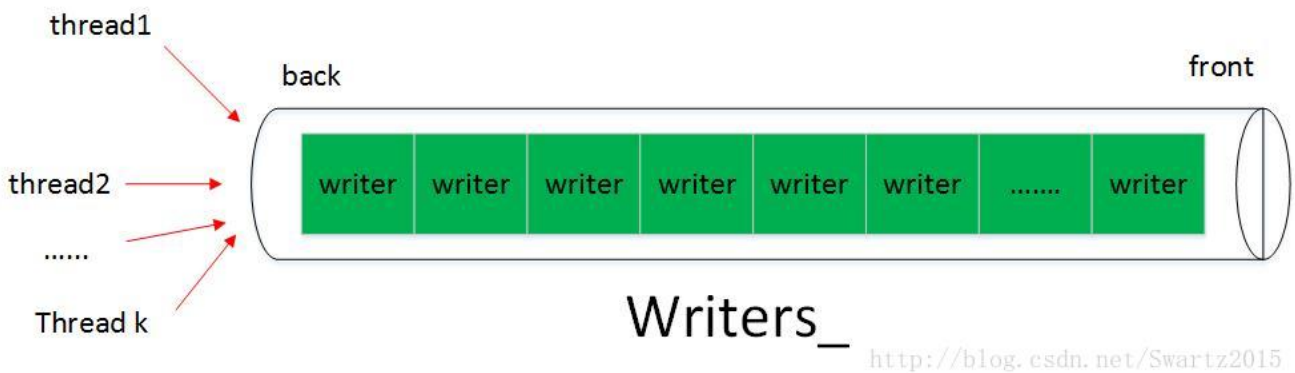 thread1
back
front
thread2
writer writer writer writer writer writer ....... writer
......
Thread k
Writers_
http://blog.csdn.net/Swartz2015